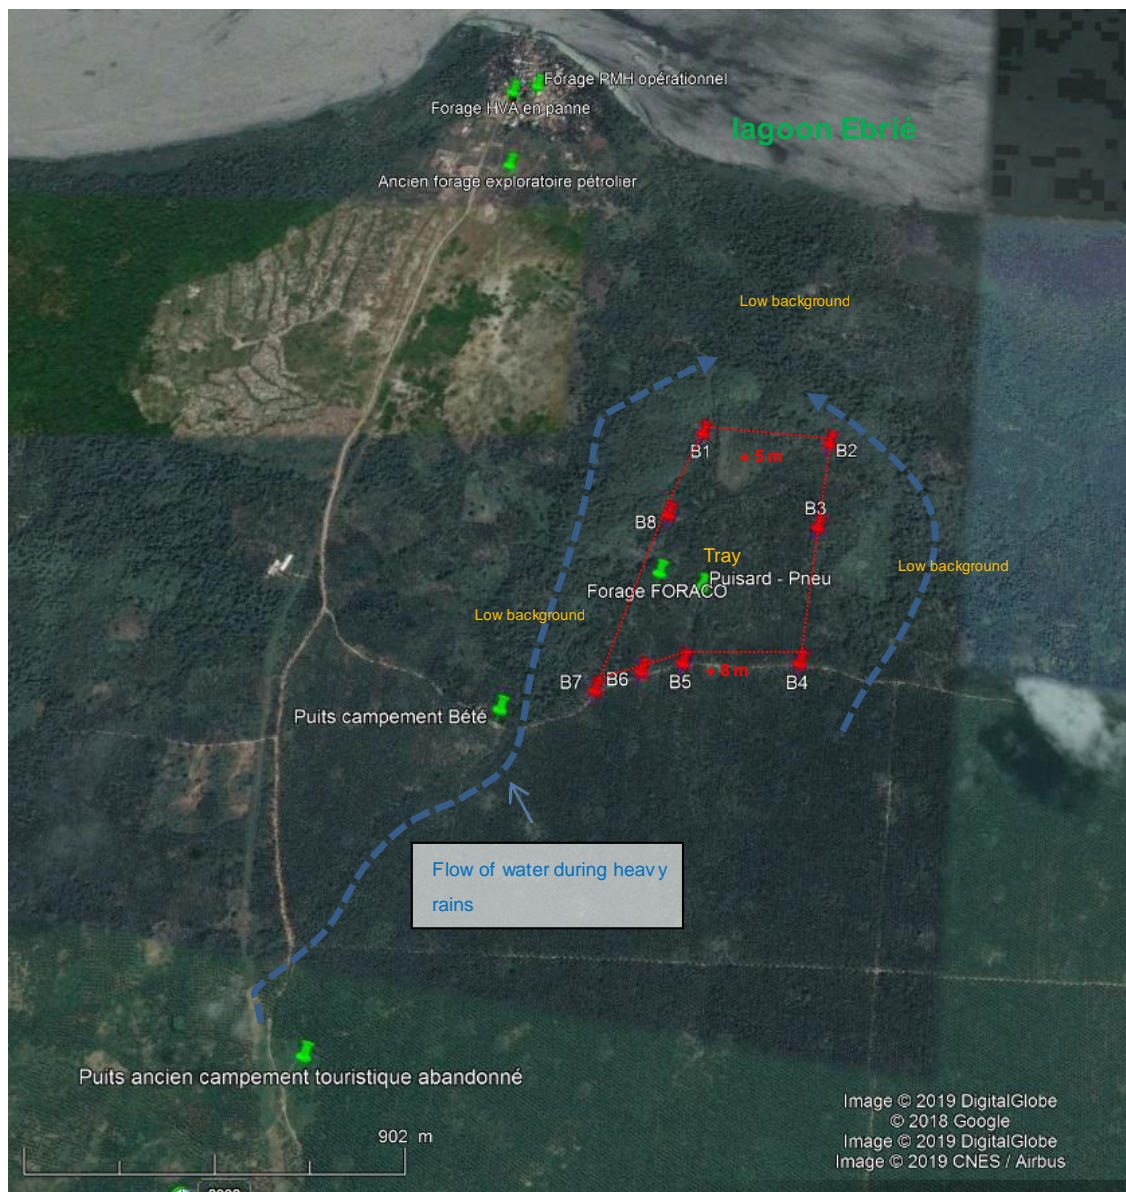 Forage PMH opérationnel
Forage HVA en panne
lagoon Ebrié
Ancien forage exploratoire pétrolier
Low background
B1
+ 5 m
B2
B8
B3
Tray
Puisard - Pneu
Forage FORACO
Low background
Low background
B7
B6
B5
+ 8 m
B4
Puits campement Bété
Flow of water during heavy
rains
Puits ancien campement touristique abandonné
Image © 2019 DigitalGlobe
© 2018 Google
Image © 2019 DigitalGlobe
Image © 2019 CNES / Airbus
902 m